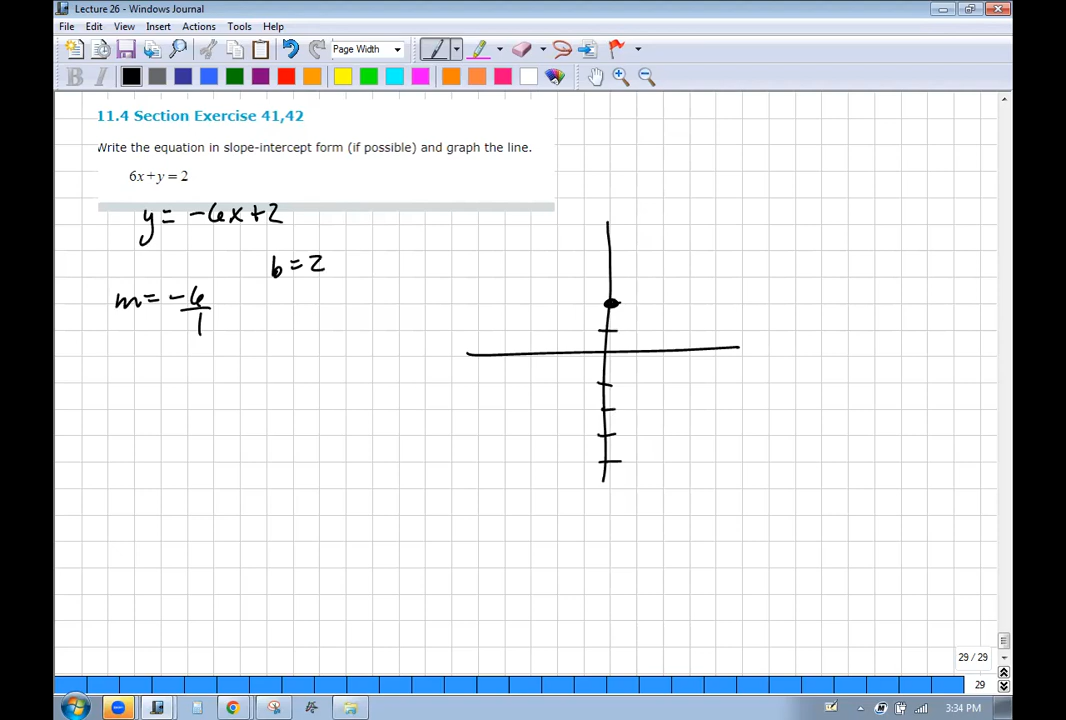 Lecture 26 - Windows Journal
File Edit View Insert Actions Tools Help
Page Width
B I
11.4 Section Exercise 41,42
Write the equation in slope-intercept form (if possible) and graph the line.
6x + y = 2
y = -6x+2
b = 2
m = -6
1
29 / 29
29
3:34 PM